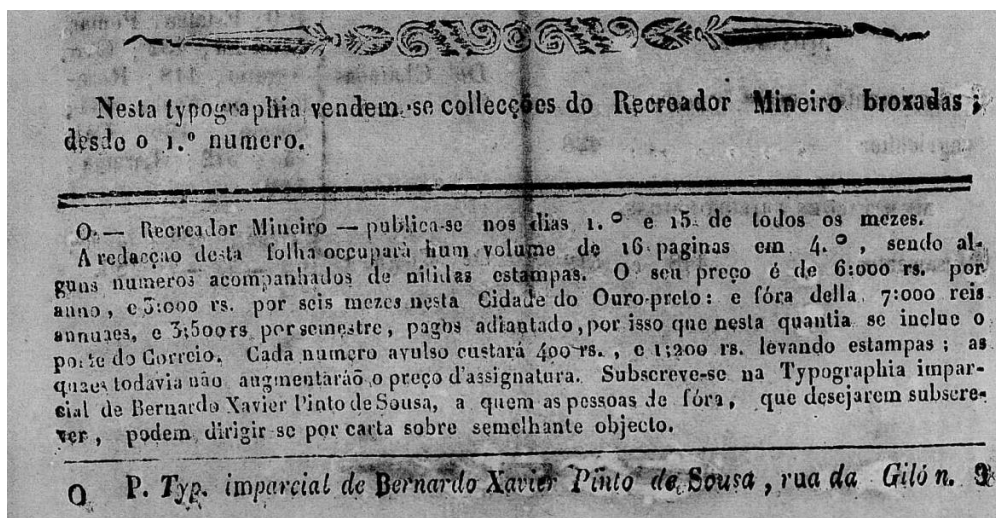 Nesta typographia vendem-se collecções do Recreador Mineiro broxadas;
desde o 1.º numero.
O — Recreador Mineiro — publica-se nos dias 1.º e 15 de todos os mezes.
A redacção desta folha occupará hum volume de 16 paginas em 4.º, sendo al-
guns numeros acompanhados de nitidas estampas. O seu preço é de 6:000 rs. por
anno, e 3:000 rs. por seis mezes nesta Cidade do Ouro-preto: e fóra della 7:000 reis
annuaes, e 3:500 rs por semestre, pagos adiantado, por isso que nesta quantia se inclue o
porte do Correio. Cada numero avulso custará 400 rs., e 1:200 rs. levando estampas; as
quaes todavia não augmentaráõ o preço d'assignatura. Subscreve-se na Typographia impar-
cial de Bernardo Xavier Pinto de Sousa, a quem as pessoas de fóra, que desejarem subscre-
ver, podem dirigir se por carta sobre semelhante objecto.
O P. Typ. imparcial de Bernardo Xavier Pinto de Sousa, rua da Giló n.